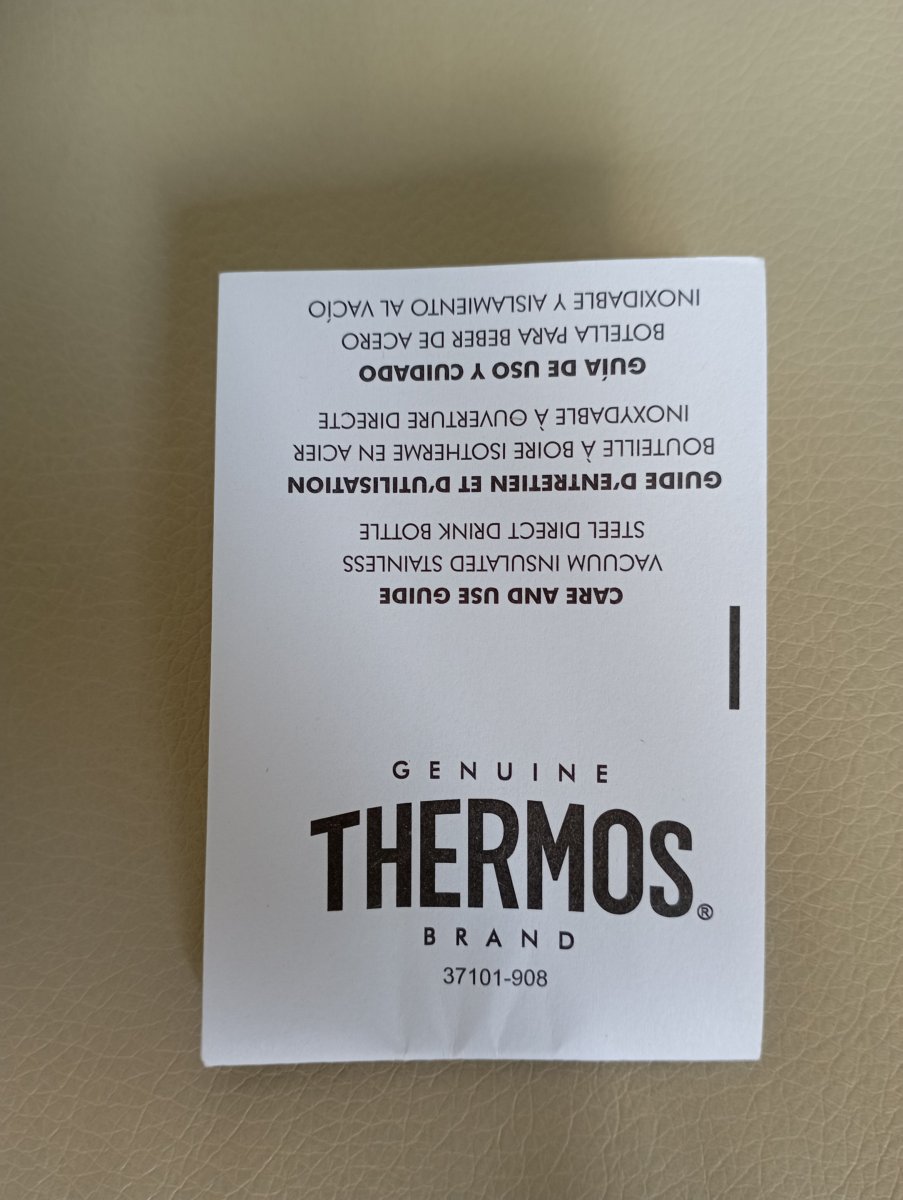 GENUINE
THERMOS®
BRAND
37101-908
CARE AND USE GUIDE
VACUUM INSULATED STAINLESS
STEEL DIRECT DRINK BOTTLE
GUIDE D'ENTRETIEN ET D'UTILISATION
BOUTEILLE À BOIRE ISOTHERME EN ACIER
INOXYDABLE À OUVERTURE DIRECTE
GUÍA DE USO Y CUIDADO
BOTELLA PARA BEBER DE ACERO
INOXIDABLE Y AISLAMIENTO AL VACÍO